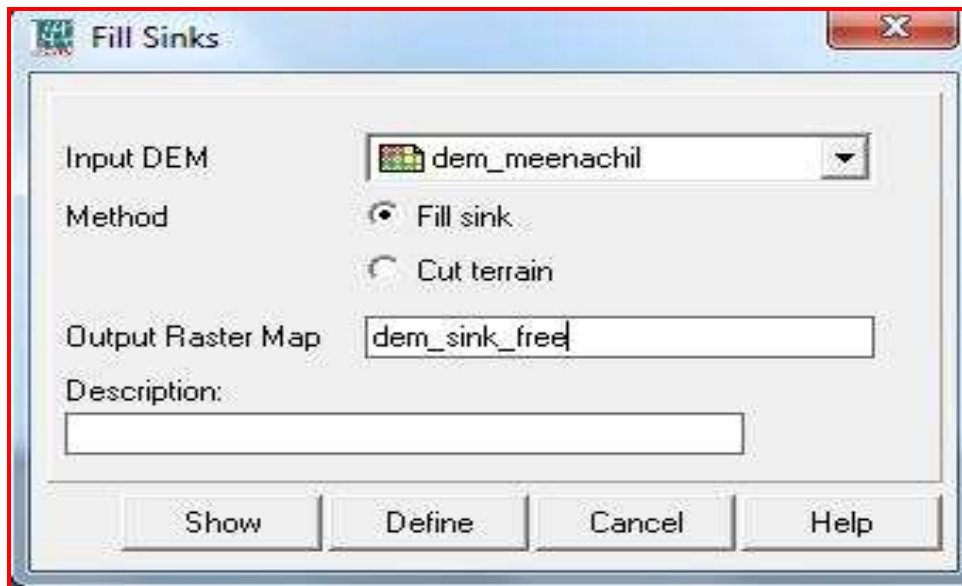 Fill Sinks
Input DEM dem_meenachil
Method Fill sink
Cut terrain
Output Raster Map dem_sink_free
Description:
Show Define Cancel Help